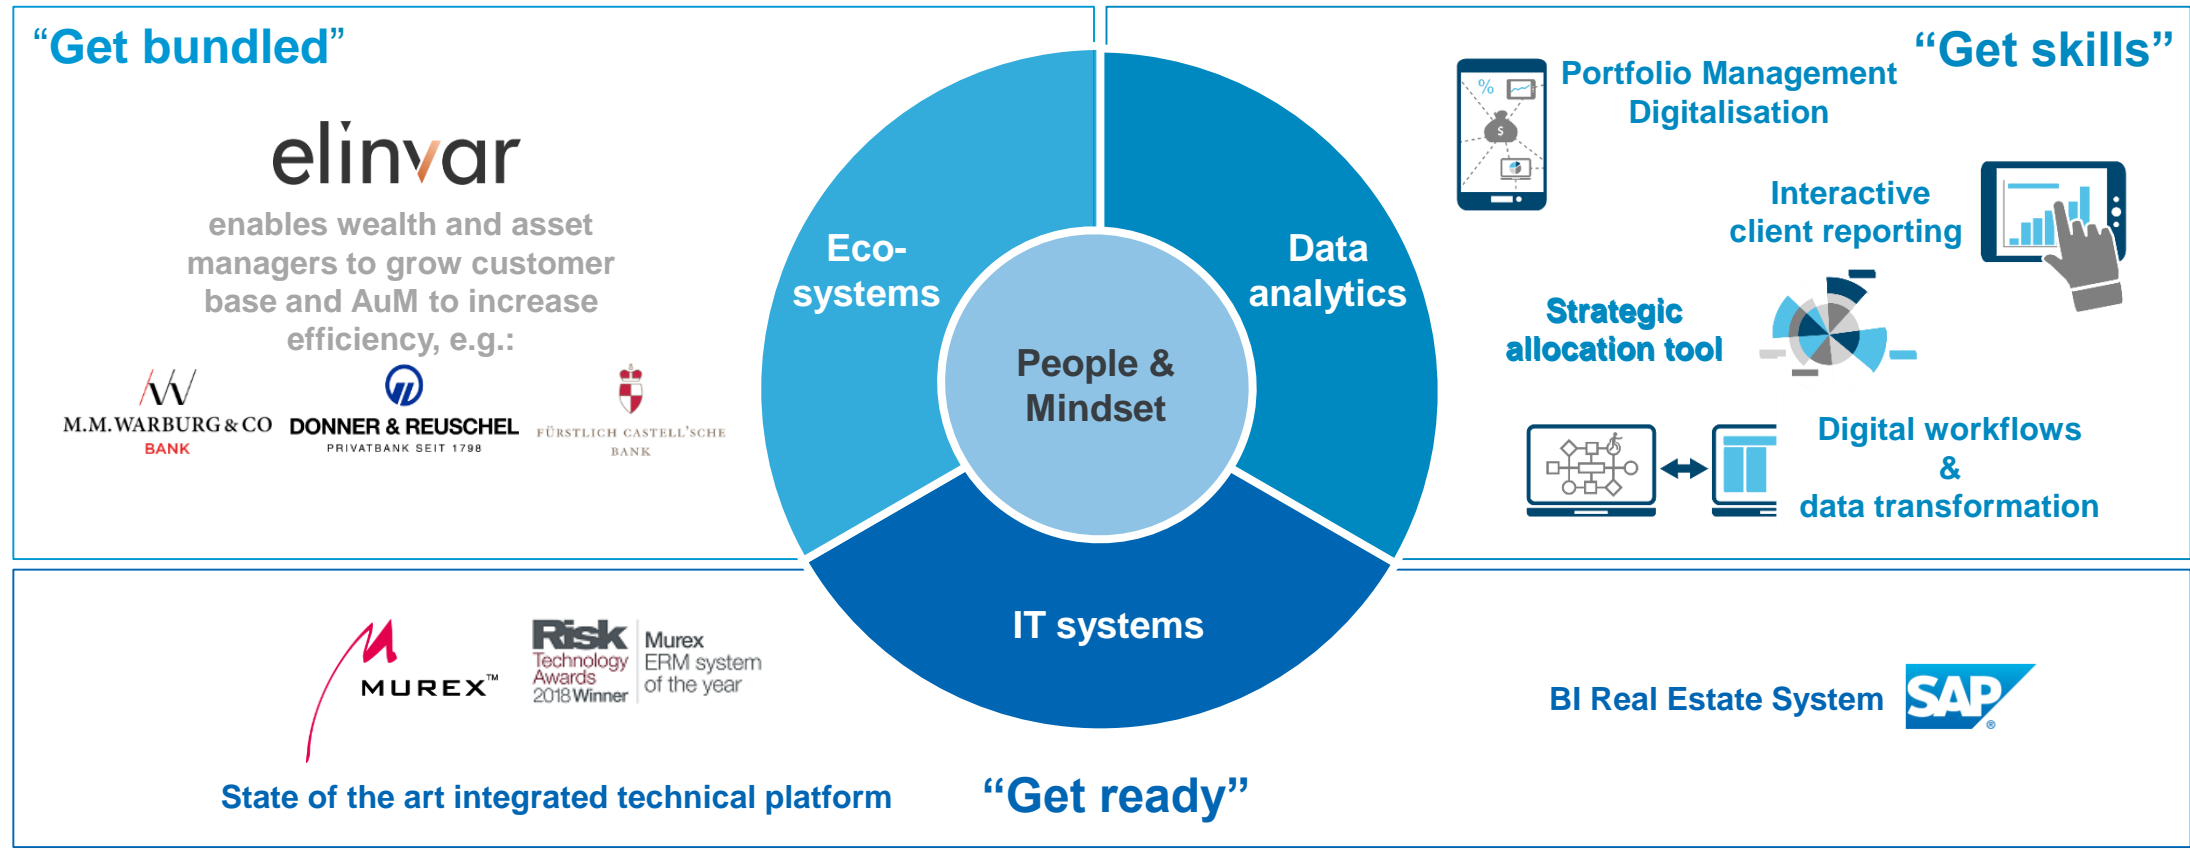 “Get bundled”
elinvar
enables wealth and asset
managers to grow customer
base and AuM to increase
efficiency, e.g.:
M.M.WARBURG & CO
BANK
DONNER & REUSCHEL
PRIVATBANK SEIT 1798
FÜRSTLICH CASTELL'SCHE
BANK
Eco-
systems
Data
analytics
People &
Mindset
IT systems
“Get skills”
%
$
Portfolio Management
Digitalisation
Interactive
client reporting
Strategic
allocation tool
Digital workflows
&
data transformation
MUREX™
Risk
Technology
Awards
2018 Winner
Murex
ERM system
of the year
State of the art integrated technical platform
“Get ready”
BI Real Estate System
SAP®